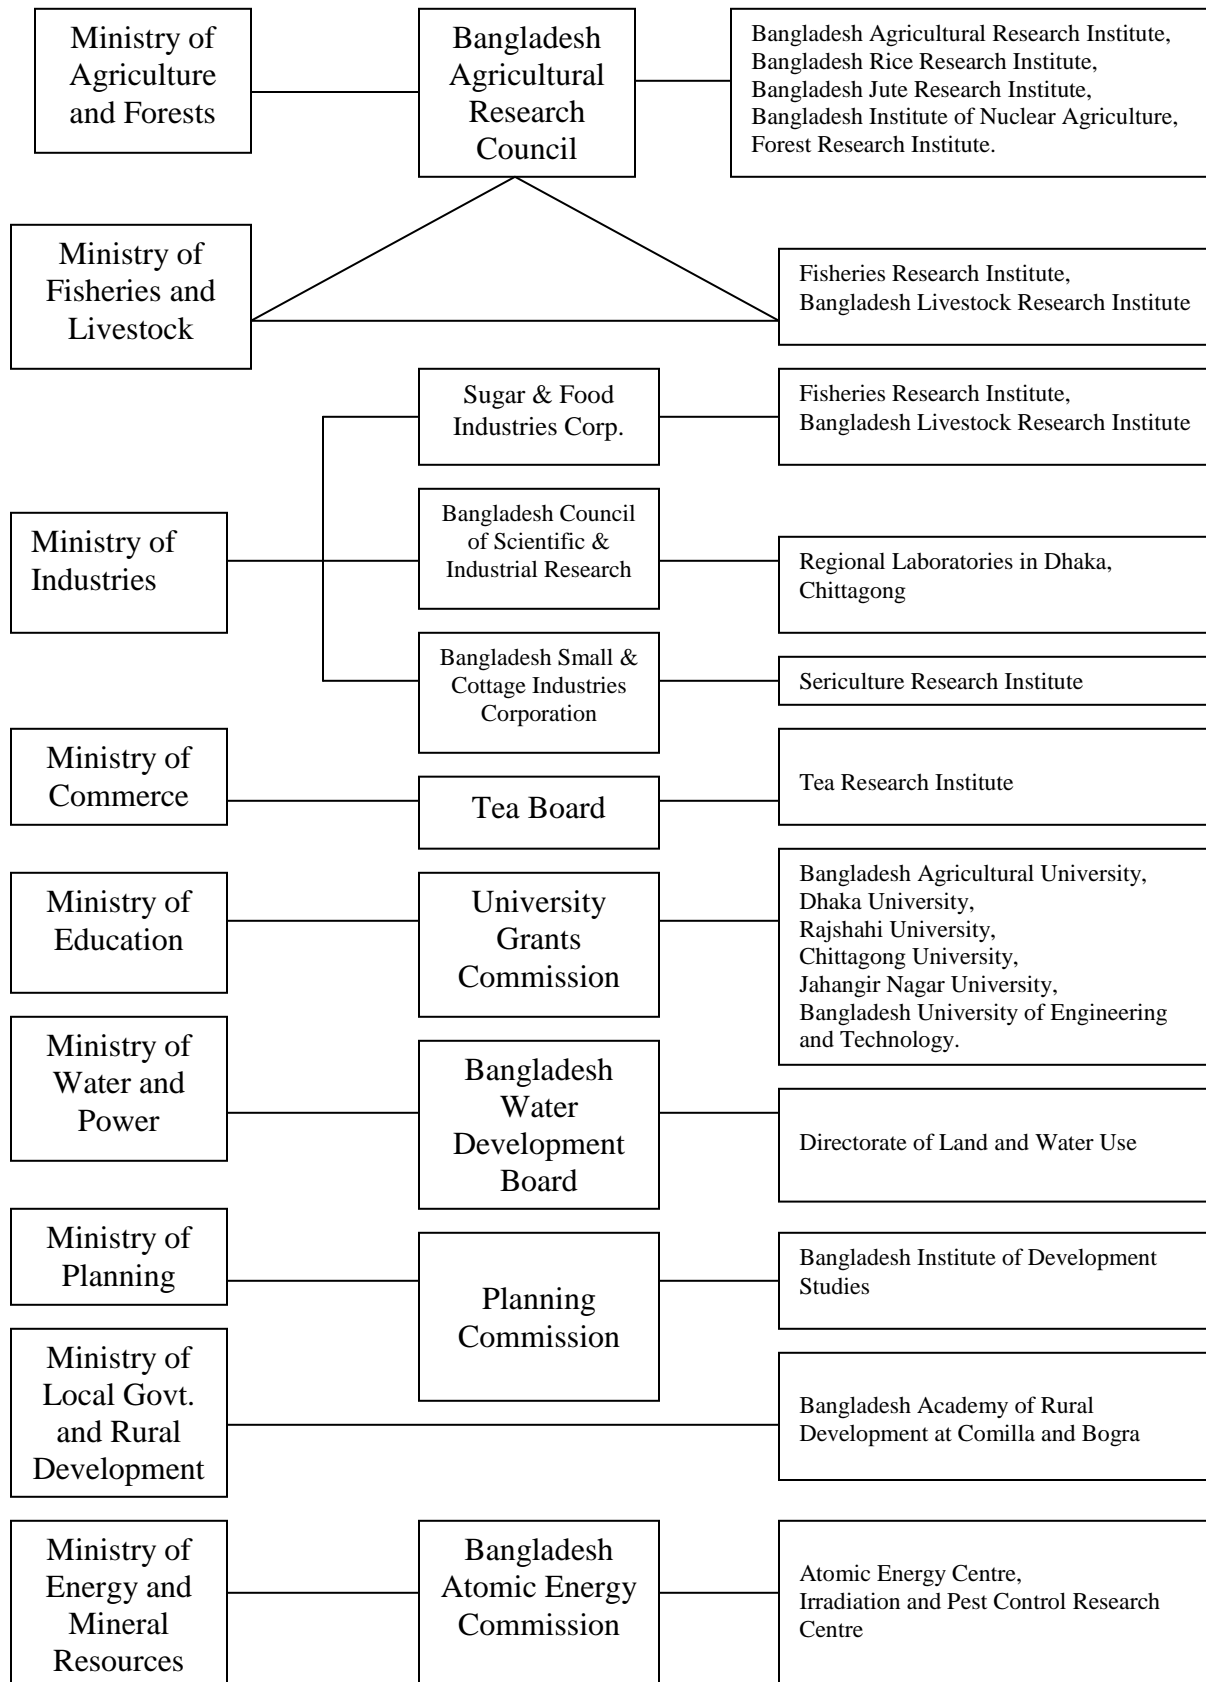 Ministry of
Agriculture
and Forests
Bangladesh
Agricultural
Research
Council
Bangladesh Agricultural Research Institute,
Bangladesh Rice Research Institute,
Bangladesh Jute Research Institute,
Bangladesh Institute of Nuclear Agriculture,
Forest Research Institute.
Ministry of
Fisheries and
Livestock
Fisheries Research Institute,
Bangladesh Livestock Research Institute
Sugar & Food
Industries Corp.
Fisheries Research Institute,
Bangladesh Livestock Research Institute
Ministry of
Industries
Bangladesh Council
of Scientific &
Industrial Research
Regional Laboratories in Dhaka,
Chittagong
Bangladesh Small &
Cottage Industries
Corporation
Sericulture Research Institute
Ministry of
Commerce
Tea Board
Tea Research Institute
Ministry of
Education
University
Grants
Commission
Bangladesh Agricultural University,
Dhaka University,
Rajshahi University,
Chittagong University,
Jahangir Nagar University,
Bangladesh University of Engineering
and Technology.
Ministry of
Water and
Power
Bangladesh
Water
Development
Board
Directorate of Land and Water Use
Ministry of
Planning
Planning
Commission
Bangladesh Institute of Development
Studies
Ministry of
Local Govt.
and Rural
Development
Bangladesh Academy of Rural
Development at Comilla and Bogra
Ministry of
Energy and
Mineral
Resources
Bangladesh
Atomic Energy
Commission
Atomic Energy Centre,
Irradiation and Pest Control Research
Centre